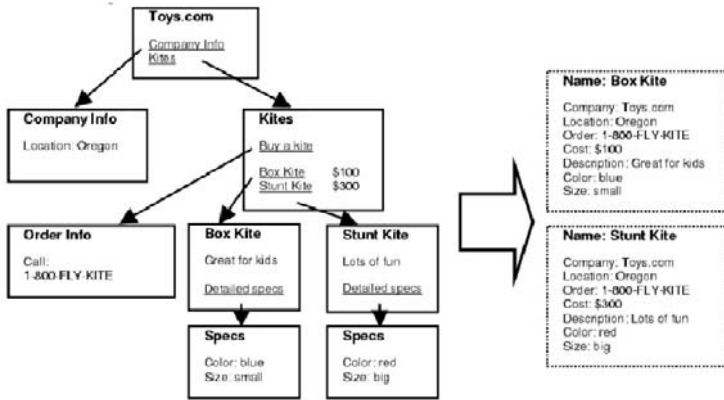 Toys.com
Company Info
Kites
Company Info
Location: Oregon
Kites
Buy a kite
Box Kite $100
Stunt Kite $300
Order Info
Call:
1-800-FLY-KITE
Box Kite
Great for kids
Detailed specs
Stunt Kite
Lots of fun
Detailed specs
Specs
Color: blue
Size: small
Specs
Color: red
Size: big
Name: Box Kite
Company: Toys.com
Location: Oregon
Order: 1-800-FLY-KITE
Cost: $100
Description: Great for kids
Color: blue
Size: small
Name: Stunt Kite
Company: Toys.com
Location: Oregon
Order: 1-800-FLY-KITE
Cost: $300
Description: Lots of fun
Color: red
Size: big